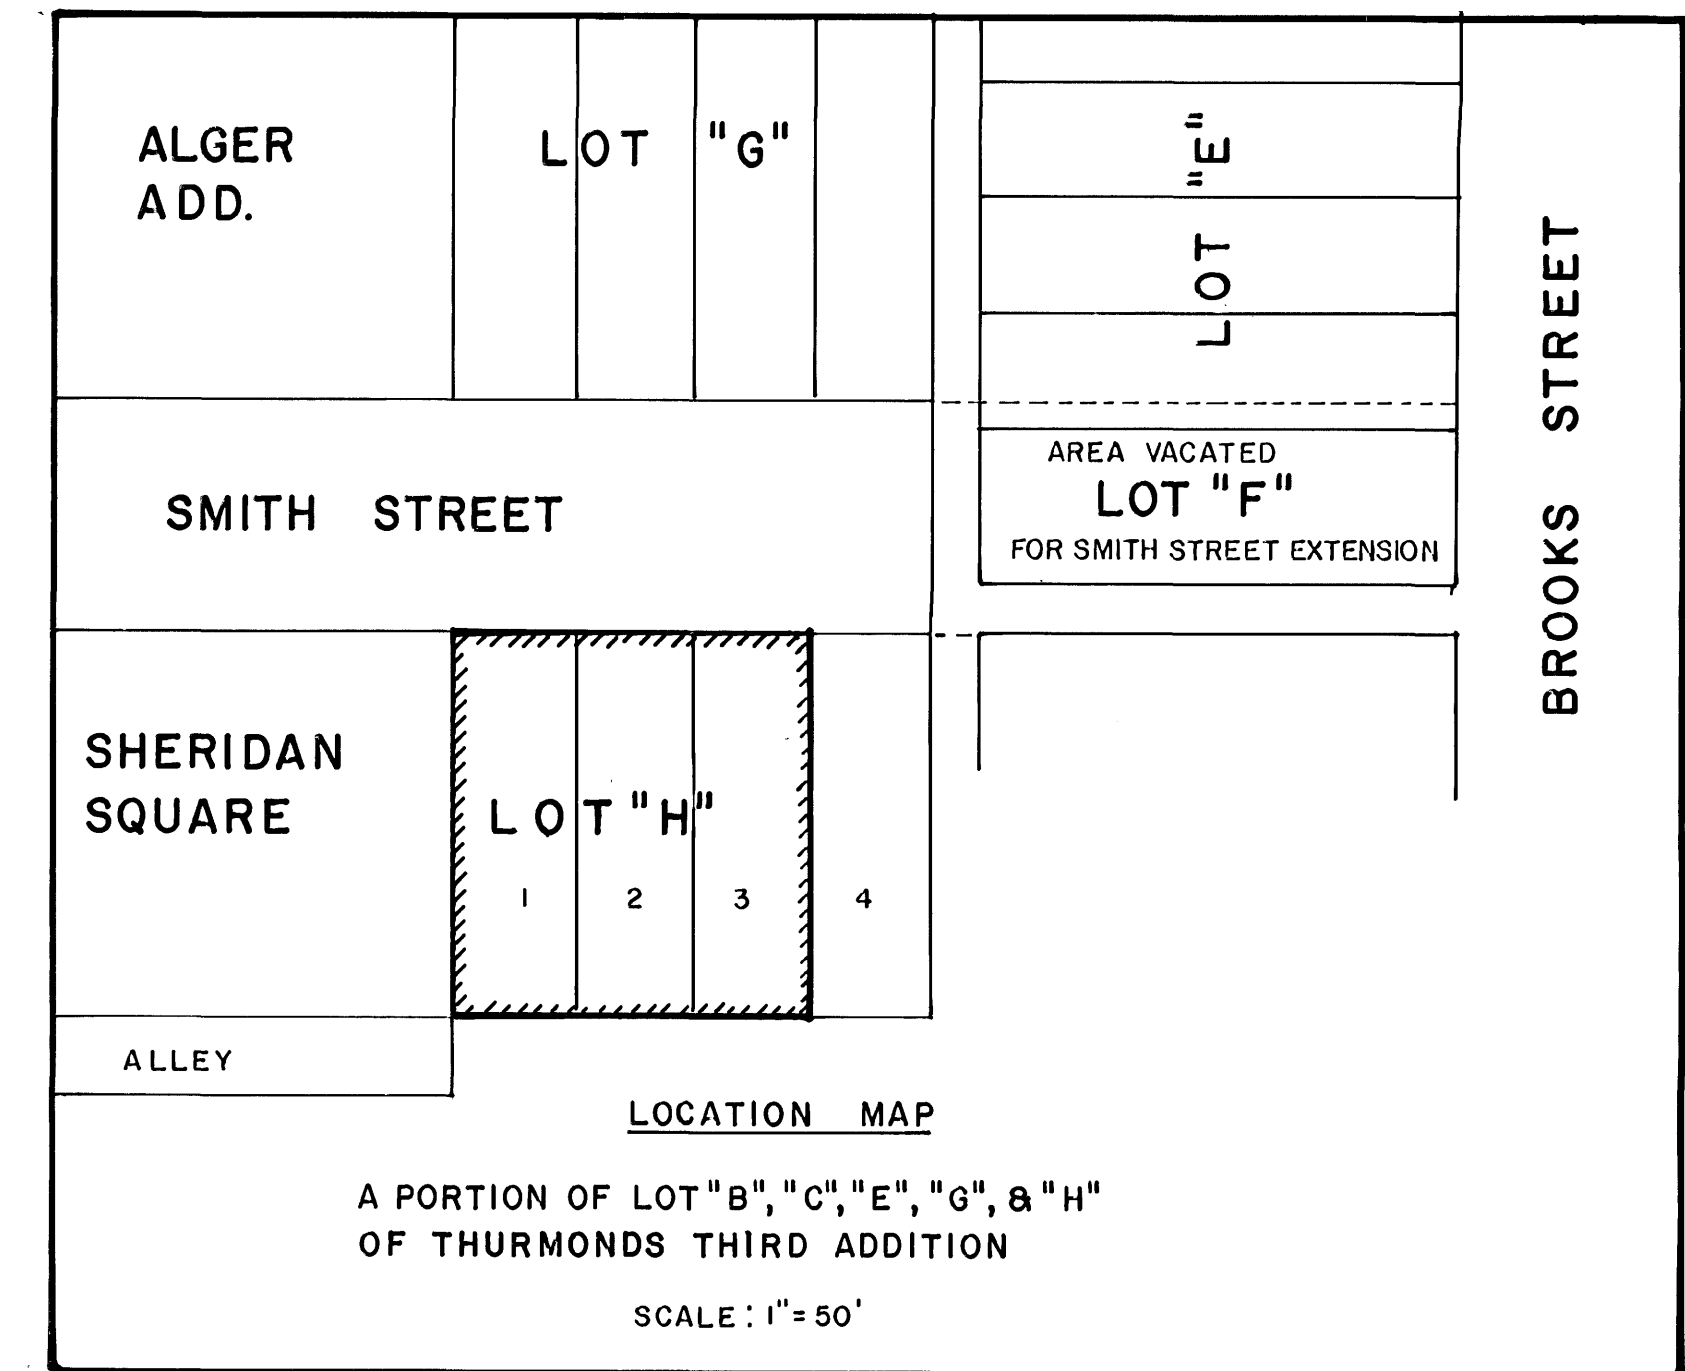 ALGER
ADD.
LOT "G"
LOT "E"
BROOKS STREET
AREA VACATED
LOT "F"
FOR SMITH STREET EXTENSION
SMITH STREET
SHERIDAN
SQUARE
LOT "H"
1 2 3 4
ALLEY
LOCATION MAP
A PORTION OF LOT "B", "C", "E", "G", & "H"
OF THURMONDS THIRD ADDITION
SCALE: 1" = 50'